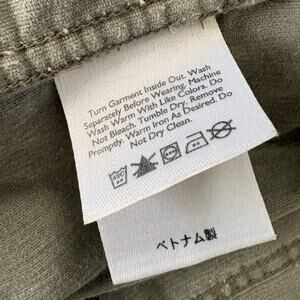 Turn Garment Inside Out. Wash
Separately Before Wearing. Machine
Wash Warm With Like Colors. Do
Not Bleach. Tumble Dry. Remove
Promptly. Warm Iron As Desired. Do
Not Dry Clean.
40C
ベトナム製